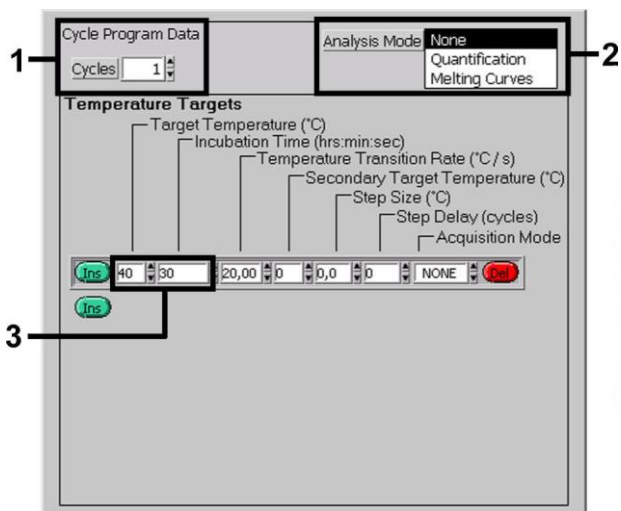 Cycle Program Data
Cycles 1
Analysis Mode None
Quantification
Melting Curves
1
2
Temperature Targets
Target Temperature (°C)
Incubation Time (hrs:min:sec)
Temperature Transition Rate (°C / s)
Secondary Target Temperature (°C)
Step Size (°C)
Step Delay (cycles)
Acquisition Mode
Ins 40 30 20,00 0 0,0 0 NONE Del
Ins
3